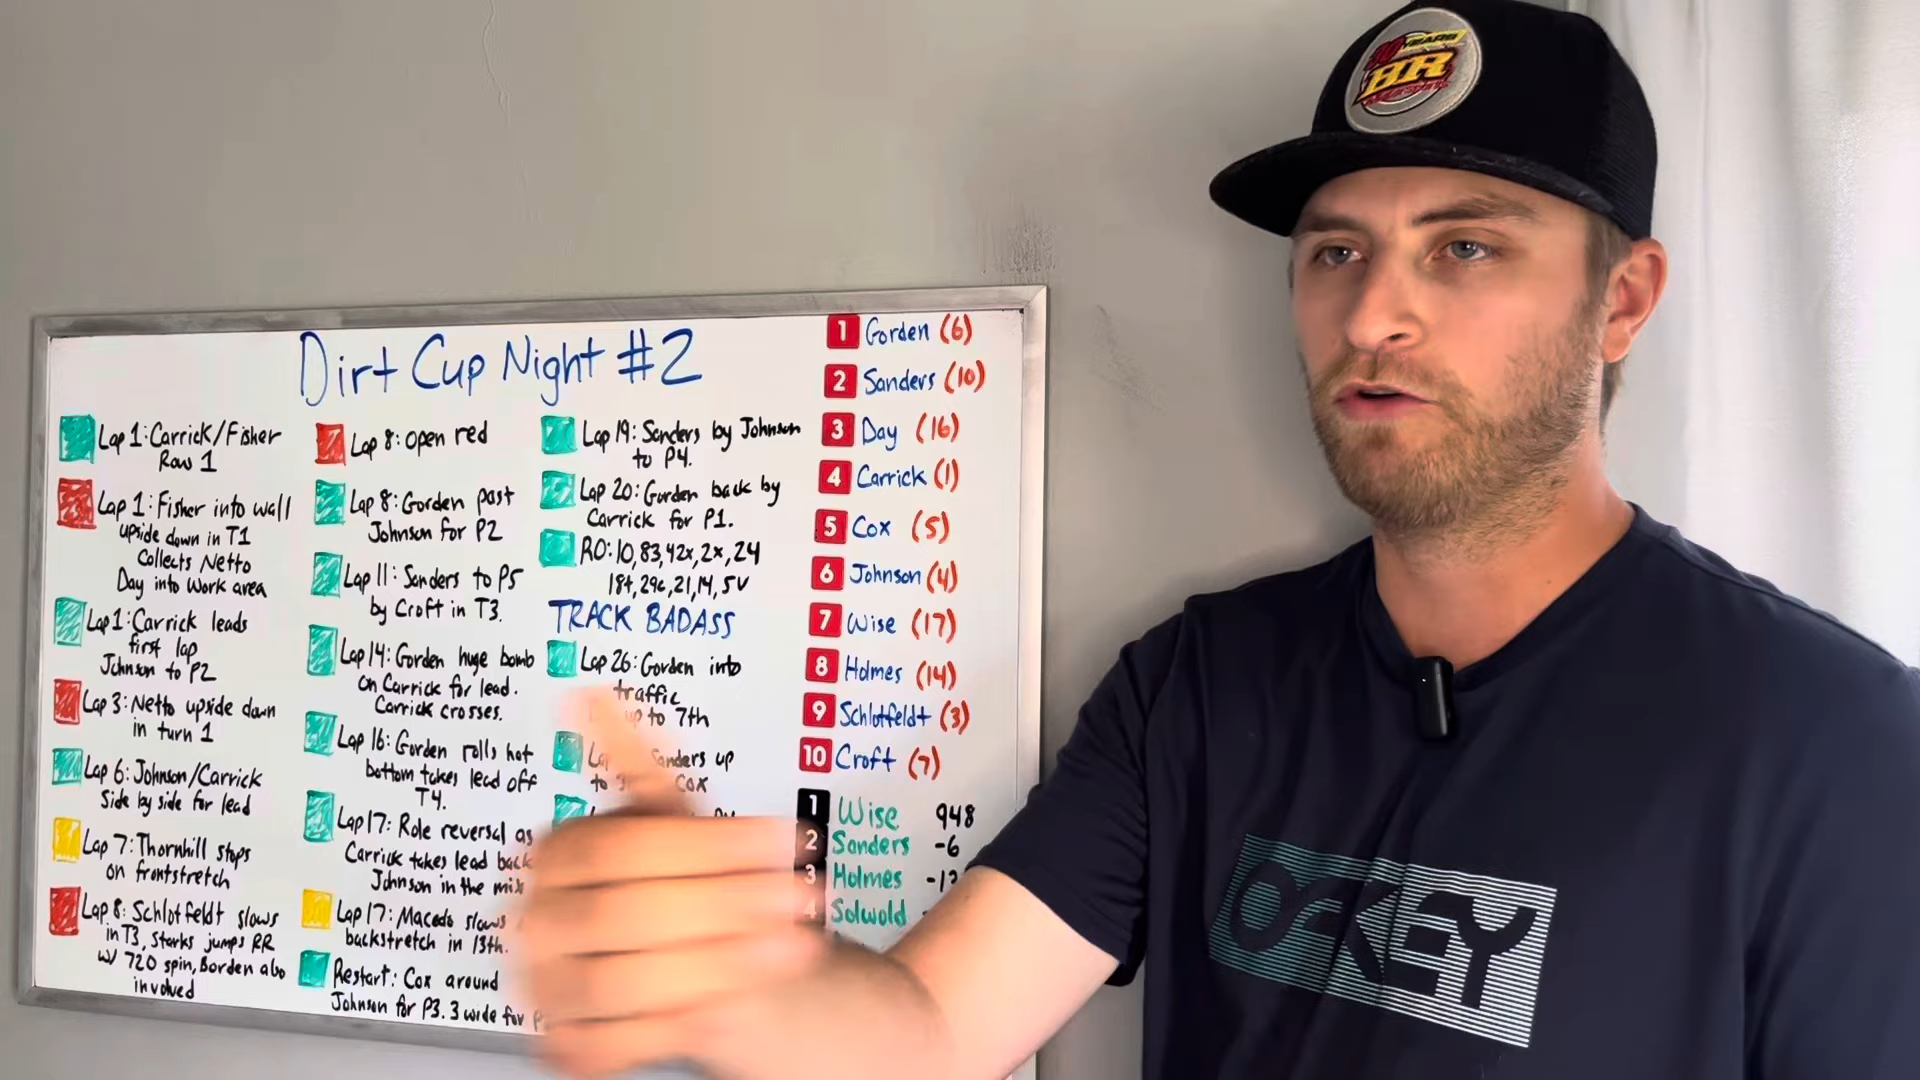 Dirt Cup Night #2
Lap 1: Carrick/Fisher
Row 1
Lap 1: Fisher into wall
upside down in T1
Collects Netto
Day into work area
Lap 1: Carrick leads
first lap
Johnson to P2
Lap 3: Netto upside down
in turn 1
Lap 6: Johnson/Carrick
Side by side for lead
Lap 7: Thornhill stops
on frontstretch
Lap 8: Schlotfeldt slows
in T3, Starks jumps RR
w/ 720 spin, Borden also
involved
Lap 8: open red
Lap 8: Gorden past
Johnson for P2
Lap 11: Sanders to P5
by Croft in T3.
Lap 14: Gorden huge bomb
on Carrick for lead.
Carrick crosses.
Lap 16: Gorden rolls hot
bottom takes lead off
T4.
Lap 17: Role reversal as
Carrick takes lead back
Johnson in the mix
Lap 17: Macedo slows
backstretch in 13th.
Restart: Cox around
Johnson for P3. 3 wide for
Lap 19: Sanders by Johnson
to P4.
Lap 20: Gorden back by
Carrick for P1.
RO: 10, 83, 42x, 2x, 24
18t, 29c, 21, 14, 5V
TRACK BADASS
Lap 26: Gorden into
traffic
up to 7th
Sanders up
to Cox
1 Gorden (6)
2 Sanders (10)
3 Day (16)
4 Carrick (1)
5 Cox (5)
6 Johnson (4)
7 Wise (17)
8 Holmes (14)
9 Schlotfeldt (3)
10 Croft (7)
1 Wise 948
2 Sanders -6
3 Holmes
4 Solwold
YEARS
HR
OAKLEY